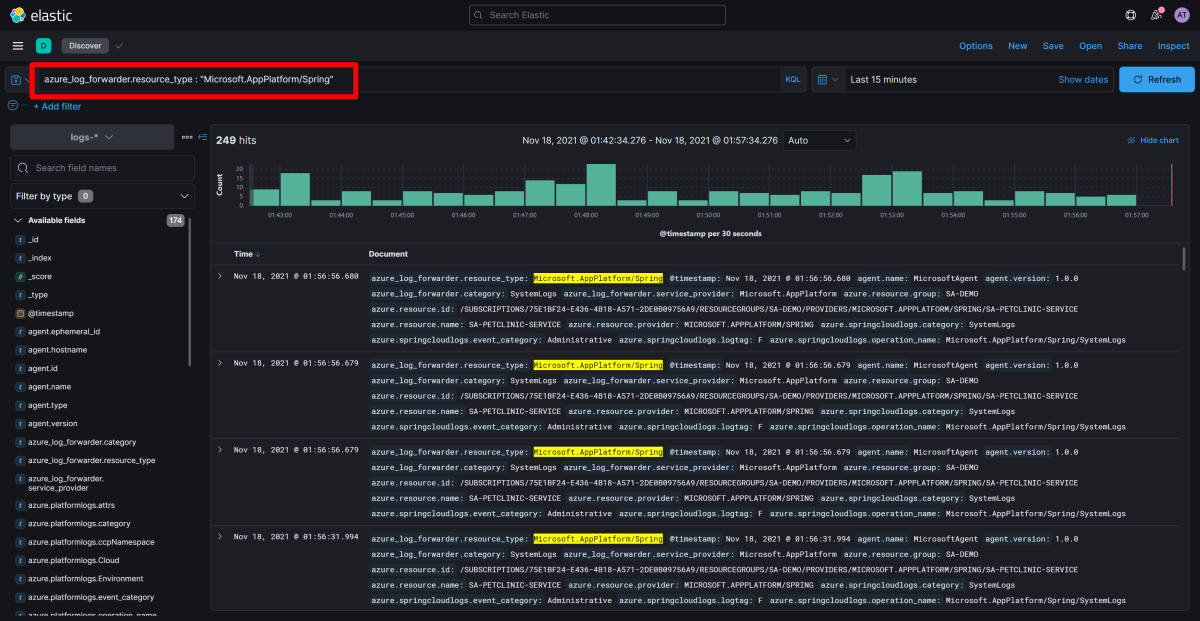 elastic
Search Elastic
AT
D
Discover
Options New Save Open Share Inspect
azure_log_forwarder.resource_type : "Microsoft.AppPlatform/Spring"
KQL
Last 15 minutes
Show dates
Refresh
+ Add filter
logs-*
Search field names
Filter by type 0
Available fields 174
t _id
t _index
# _score
t _type
@timestamp
t agent.ephemeral_id
t agent.hostname
t agent.id
t agent.name
t agent.type
t agent.version
t azure_log_forwarder.category
t azure_log_forwarder.resource_type
t azure_log_forwarder.
service_provider
t azure.platformlogs.attrs
t azure.platformlogs.category
t azure.platformlogs.ccpNamespace
t azure.platformlogs.Cloud
t azure.platformlogs.Environment
t azure.platformlogs.event_category
t azure.platformlogs.operation_name
249 hits
Nov 18, 2021 @ 01:42:34.276 - Nov 18, 2021 @ 01:57:34.276
Auto
Hide chart
Count
20
15
10
5
0
01:43:00 01:44:00 01:45:00 01:46:00 01:47:00 01:48:00 01:49:00 01:50:00 01:51:00 01:52:00 01:53:00 01:54:00 01:55:00 01:56:00 01:57:00
@timestamp per 30 seconds
Time ↓ Document
Nov 18, 2021 @ 01:56:56.680
azure_log_forwarder.resource_type: Microsoft.AppPlatform/Spring @timestamp: Nov 18, 2021 @ 01:56:56.680 agent.name: MicrosoftAgent agent.version: 1.0.0
azure_log_forwarder.category: SystemLogs azure_log_forwarder.service_provider: Microsoft.AppPlatform azure.resource.group: SA-DEMO
azure.resource.id: /SUBSCRIPTIONS/75E1BF24-E436-4B18-A571-2DE0B09756A9/RESOURCEGROUPS/SA-DEMO/PROVIDERS/MICROSOFT.APPPLATFORM/SPRING/SA-PETCLINIC-SERVICE
azure.resource.name: SA-PETCLINIC-SERVICE azure.resource.provider: MICROSOFT.APPPLATFORM/SPRING azure.springcloudlogs.category: SystemLogs
azure.springcloudlogs.event_category: Administrative azure.springcloudlogs.logtag: F azure.springcloudlogs.operation_name: Microsoft.AppPlatform/Spring/SystemLogs
Nov 18, 2021 @ 01:56:56.679
azure_log_forwarder.resource_type: Microsoft.AppPlatform/Spring @timestamp: Nov 18, 2021 @ 01:56:56.679 agent.name: MicrosoftAgent agent.version: 1.0.0
azure_log_forwarder.category: SystemLogs azure_log_forwarder.service_provider: Microsoft.AppPlatform azure.resource.group: SA-DEMO
azure.resource.id: /SUBSCRIPTIONS/75E1BF24-E436-4B18-A571-2DE0B09756A9/RESOURCEGROUPS/SA-DEMO/PROVIDERS/MICROSOFT.APPPLATFORM/SPRING/SA-PETCLINIC-SERVICE
azure.resource.name: SA-PETCLINIC-SERVICE azure.resource.provider: MICROSOFT.APPPLATFORM/SPRING azure.springcloudlogs.category: SystemLogs
azure.springcloudlogs.event_category: Administrative azure.springcloudlogs.logtag: F azure.springcloudlogs.operation_name: Microsoft.AppPlatform/Spring/SystemLogs
Nov 18, 2021 @ 01:56:56.679
azure_log_forwarder.resource_type: Microsoft.AppPlatform/Spring @timestamp: Nov 18, 2021 @ 01:56:56.679 agent.name: MicrosoftAgent agent.version: 1.0.0
azure_log_forwarder.category: SystemLogs azure_log_forwarder.service_provider: Microsoft.AppPlatform azure.resource.group: SA-DEMO
azure.resource.id: /SUBSCRIPTIONS/75E1BF24-E436-4B18-A571-2DE0B09756A9/RESOURCEGROUPS/SA-DEMO/PROVIDERS/MICROSOFT.APPPLATFORM/SPRING/SA-PETCLINIC-SERVICE
azure.resource.name: SA-PETCLINIC-SERVICE azure.resource.provider: MICROSOFT.APPPLATFORM/SPRING azure.springcloudlogs.category: SystemLogs
azure.springcloudlogs.event_category: Administrative azure.springcloudlogs.logtag: F azure.springcloudlogs.operation_name: Microsoft.AppPlatform/Spring/SystemLogs
Nov 18, 2021 @ 01:56:31.994
azure_log_forwarder.resource_type: Microsoft.AppPlatform/Spring @timestamp: Nov 18, 2021 @ 01:56:31.994 agent.name: MicrosoftAgent agent.version: 1.0.0
azure_log_forwarder.category: SystemLogs azure_log_forwarder.service_provider: Microsoft.AppPlatform azure.resource.group: SA-DEMO
azure.resource.id: /SUBSCRIPTIONS/75E1BF24-E436-4B18-A571-2DE0B09756A9/RESOURCEGROUPS/SA-DEMO/PROVIDERS/MICROSOFT.APPPLATFORM/SPRING/SA-PETCLINIC-SERVICE
azure.resource.name: SA-PETCLINIC-SERVICE azure.resource.provider: MICROSOFT.APPPLATFORM/SPRING azure.springcloudlogs.category: SystemLogs
azure.springcloudlogs.event_category: Administrative azure.springcloudlogs.logtag: F azure.springcloudlogs.operation_name: Microsoft.AppPlatform/Spring/SystemLogs